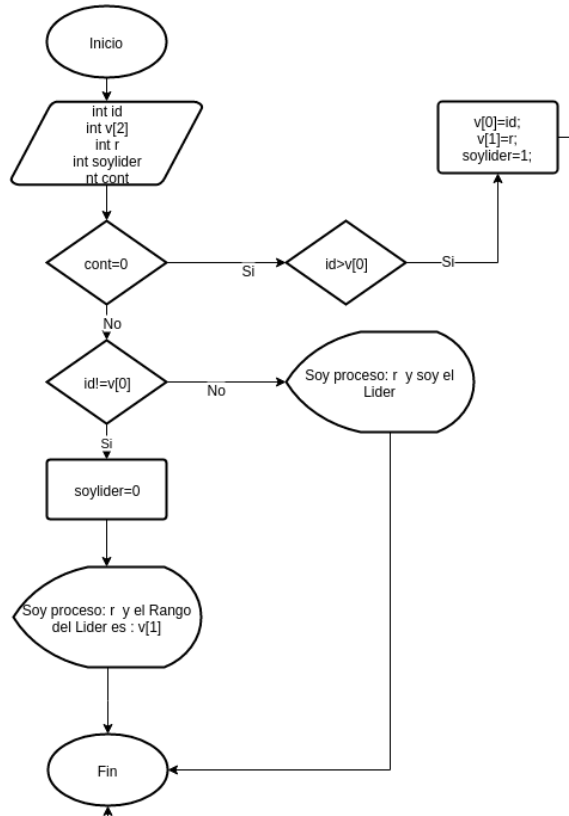 Inicio
int id
int v[2]
int r
int soylider
nt cont
v[0]=id;
v[1]=r;
soylider=1;
cont=0
Si
id>v[0]
Si
No
id!=v[0]
No
Soy proceso: r y soy el
Lider
Si
soylider=0
Soy proceso: r y el Rango
del Lider es : v[1]
Fin